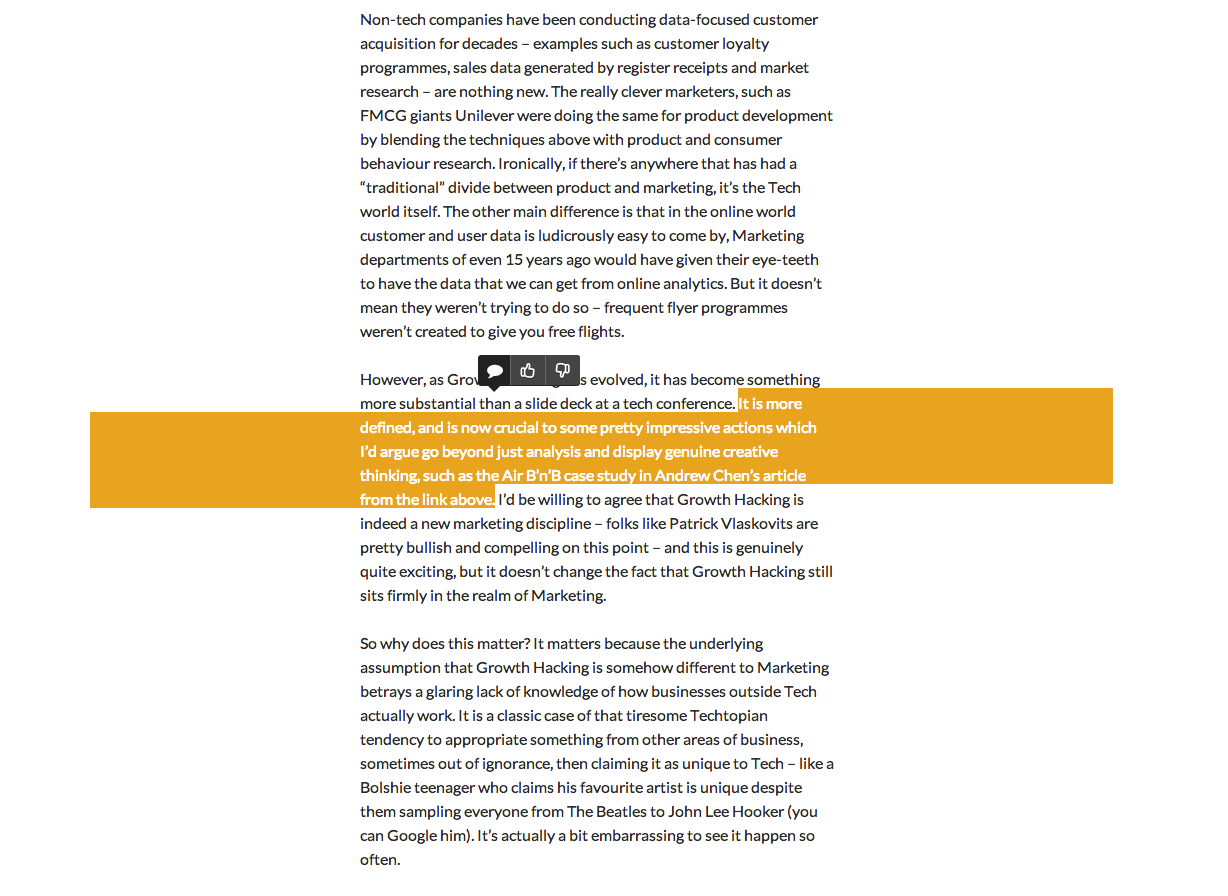 Non-tech companies have been conducting data-focused customer
acquisition for decades – examples such as customer loyalty
programmes, sales data generated by register receipts and market
research – are nothing new. The really clever marketers, such as
FMCG giants Unilever were doing the same for product development
by blending the techniques above with product and consumer
behaviour research. Ironically, if there’s anywhere that has had a
“traditional” divide between product and marketing, it’s the Tech
world itself. The other main difference is that in the online world
customer and user data is ludicrously easy to come by, Marketing
departments of even 15 years ago would have given their eye-teeth
to have the data that we can get from online analytics. But it doesn’t
mean they weren’t trying to do so – frequent flyer programmes
weren’t created to give you free flights.
However, as evolved, it has become something
more substantial than a slide deck at a tech conference. It is more
defined, and is now crucial to some pretty impressive actions which
I’d argue go beyond just analysis and display genuine creative
thinking, such as the Air B’n’B case study in Andrew Chen’s article
from the link above. I’d be willing to agree that Growth Hacking is
indeed a new marketing discipline – folks like Patrick Vlaskovits are
pretty bullish and compelling on this point – and this is genuinely
quite exciting, but it doesn’t change the fact that Growth Hacking still
sits firmly in the realm of Marketing.
So why does this matter? It matters because the underlying
assumption that Growth Hacking is somehow different to Marketing
betrays a glaring lack of knowledge of how businesses outside Tech
actually work. It is a classic case of that tiresome Techtopian
tendency to appropriate something from other areas of business,
sometimes out of ignorance, then claiming it as unique to Tech – like a
Bolshie teenager who claims his favourite artist is unique despite
them sampling everyone from The Beatles to John Lee Hooker (you
can Google him). It’s actually a bit embarrassing to see it happen so
often.